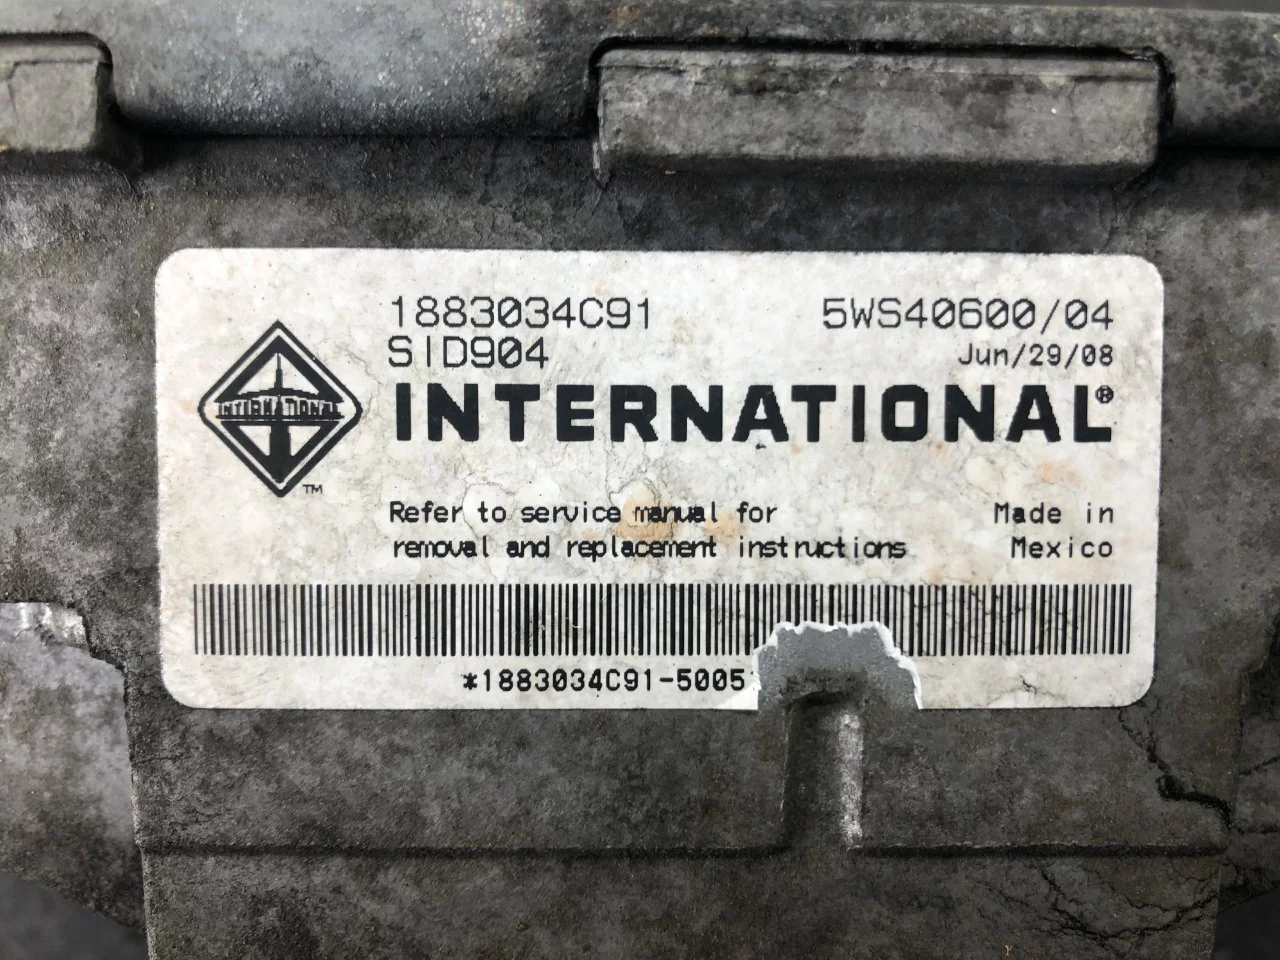 1883034C91 5WS40600/04
SID904 Jun/29/08
INTERNATIONAL®
INTERNATIONAL
TM
Refer to service manual for Made in
removal and replacement instructions Mexico
*1883034C91-5005